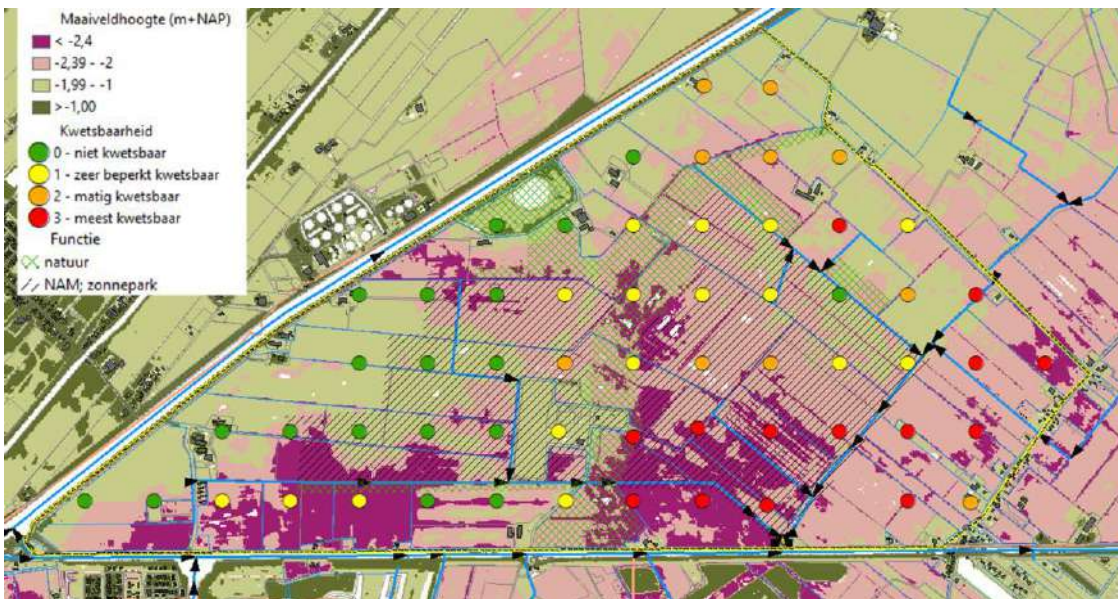 Maaiveldhoogte (m+NAP)
< -2,4
-2,39 - -2
-1,99 - -1
>-1,00
Kwetsbaarheid
0 - niet kwetsbaar
1 - zeer beperkt kwetsbaar
2 - matig kwetsbaar
3 - meest kwetsbaar
Functie
natuur
NAM; zonnepark